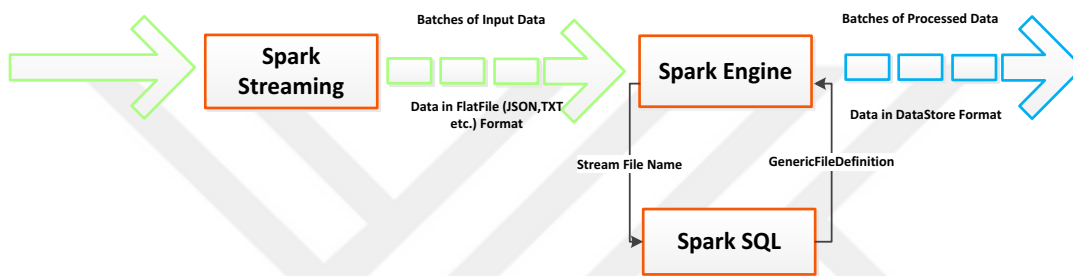 Batches of Input Data
Batches of Processed Data
Spark
Streaming
Spark Engine
Data in FlatFile (JSON,TXT
etc.) Format
Data in DataStore Format
Stream File Name
GenericFileDefinition
Spark SQL